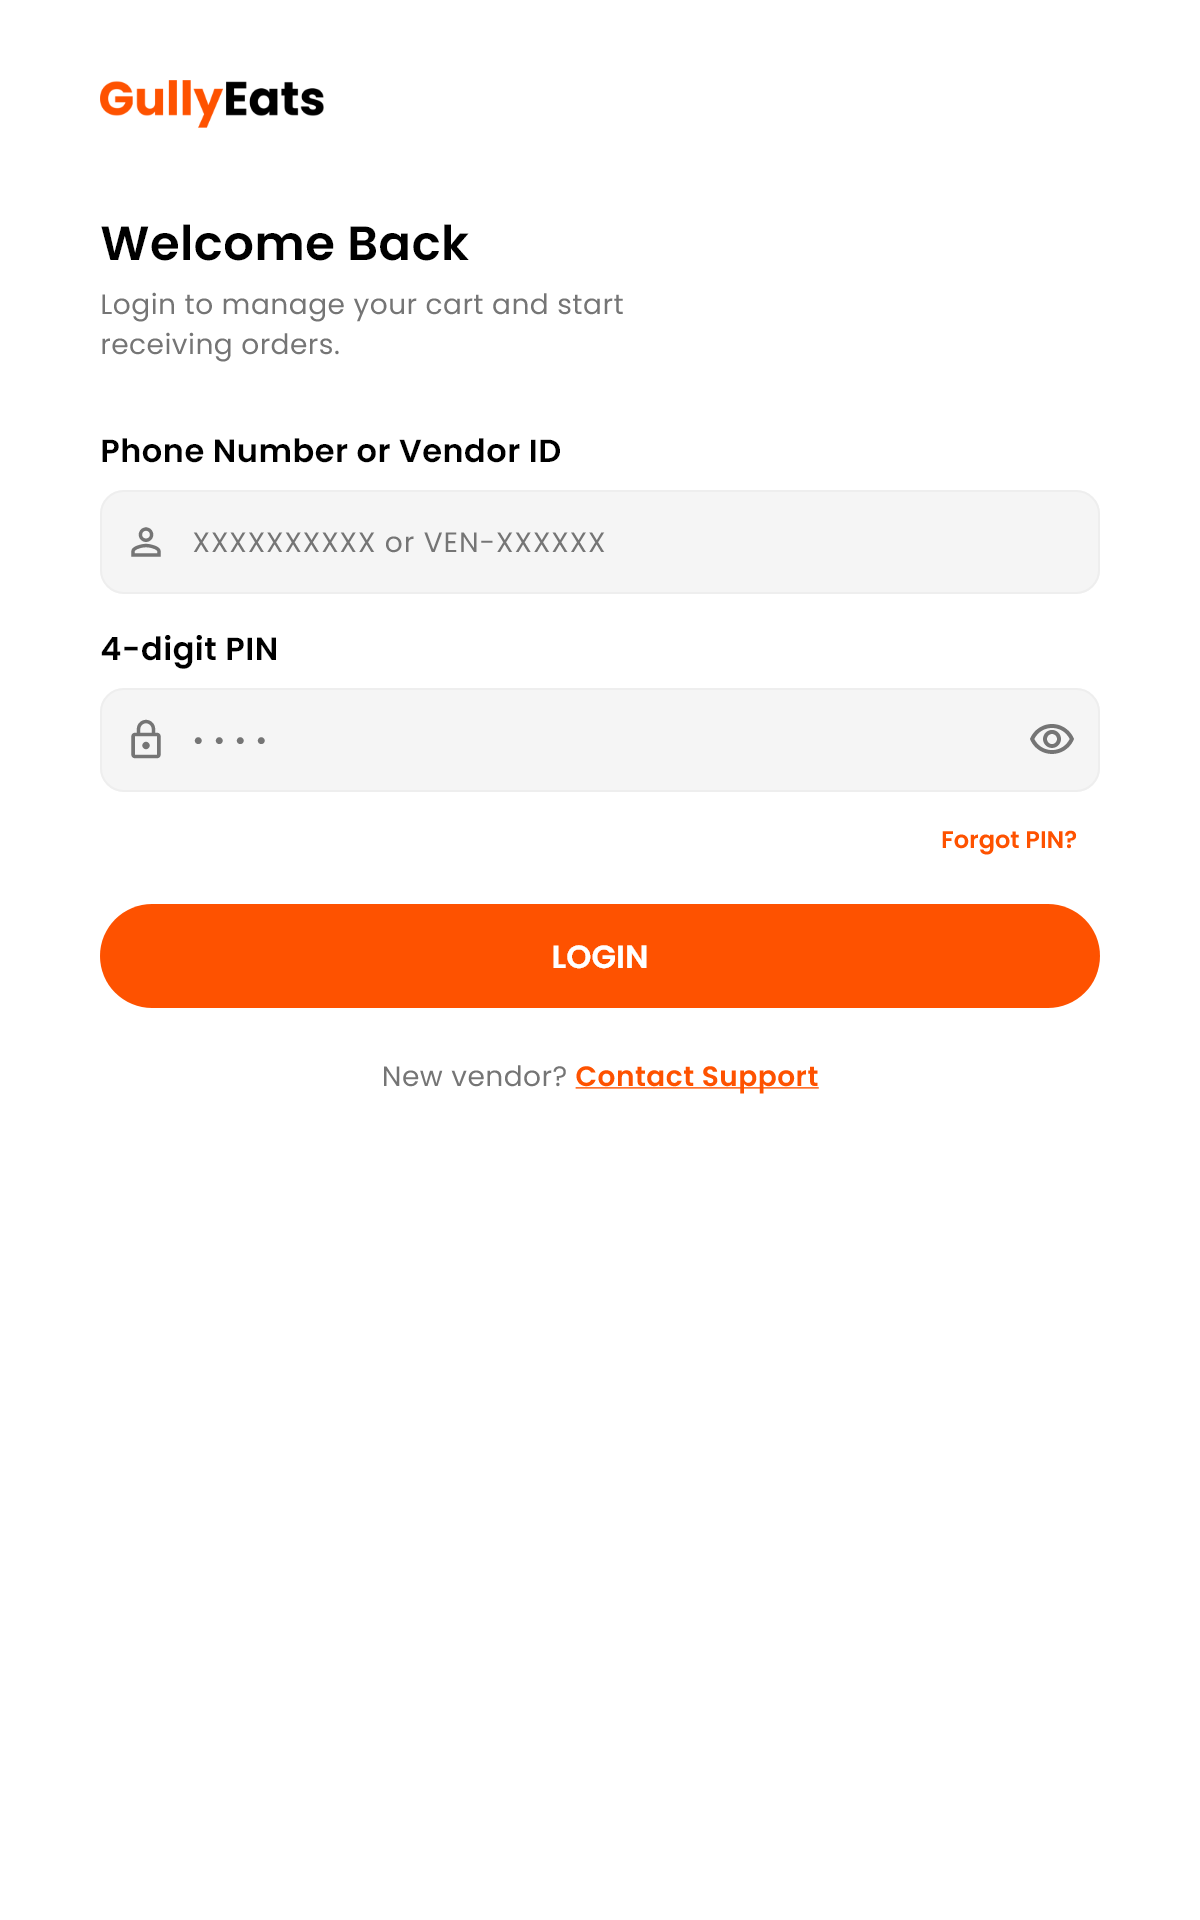 GullyEats
Welcome Back
Login to manage your cart and start
receiving orders.
Phone Number or Vendor ID
XXXXXXXXXX or VEN-XXXXXX
4-digit PIN
• • • •
Forgot PIN?
LOGIN
New vendor? Contact Support